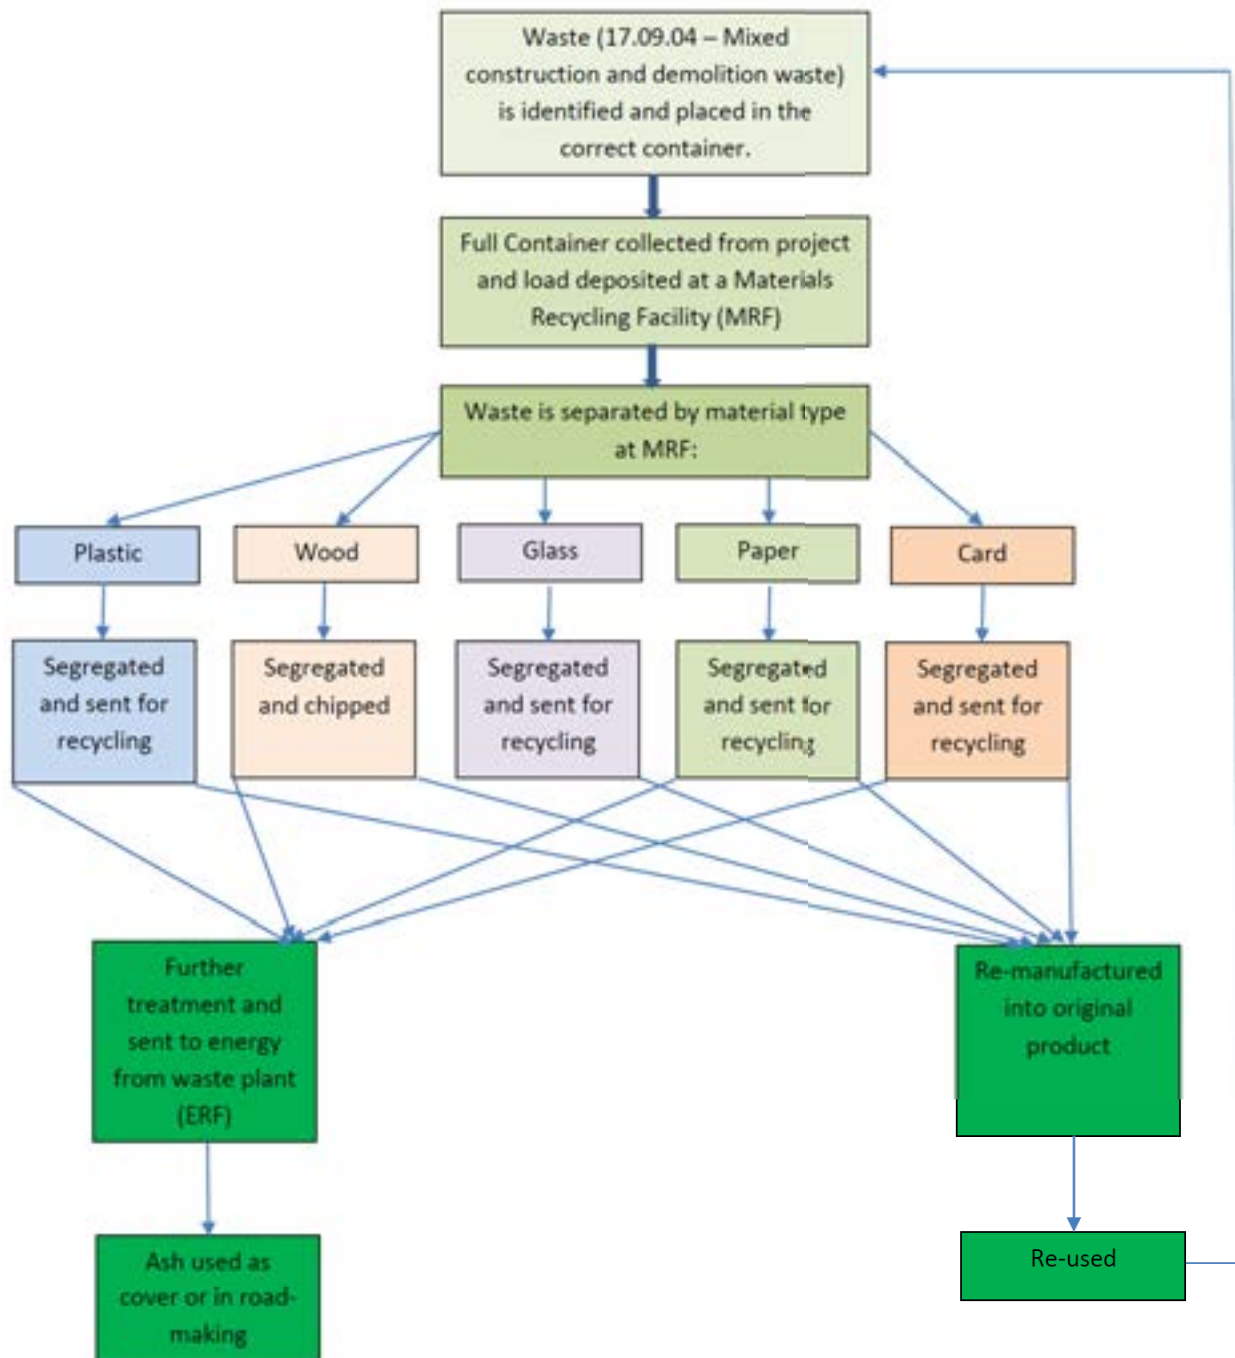 Waste (17.09.04 – Mixed
construction and demolition waste)
is identified and placed in the
correct container.
Full Container collected from project
and load deposited at a Materials
Recycling Facility (MRF)
Waste is separated by material type
at MRF:
Plastic
Wood
Glass
Paper
Card
Segregated
and sent for
recycling
Segregated
and chipped
Segregated
and sent for
recycling
Segregated
and sent for
recycling
Segregated
and sent for
recycling
Further
treatment and
sent to energy
from waste plant
(ERF)
Re-manufactured
into original
product
Ash used as
cover or in road-
making
Re-used